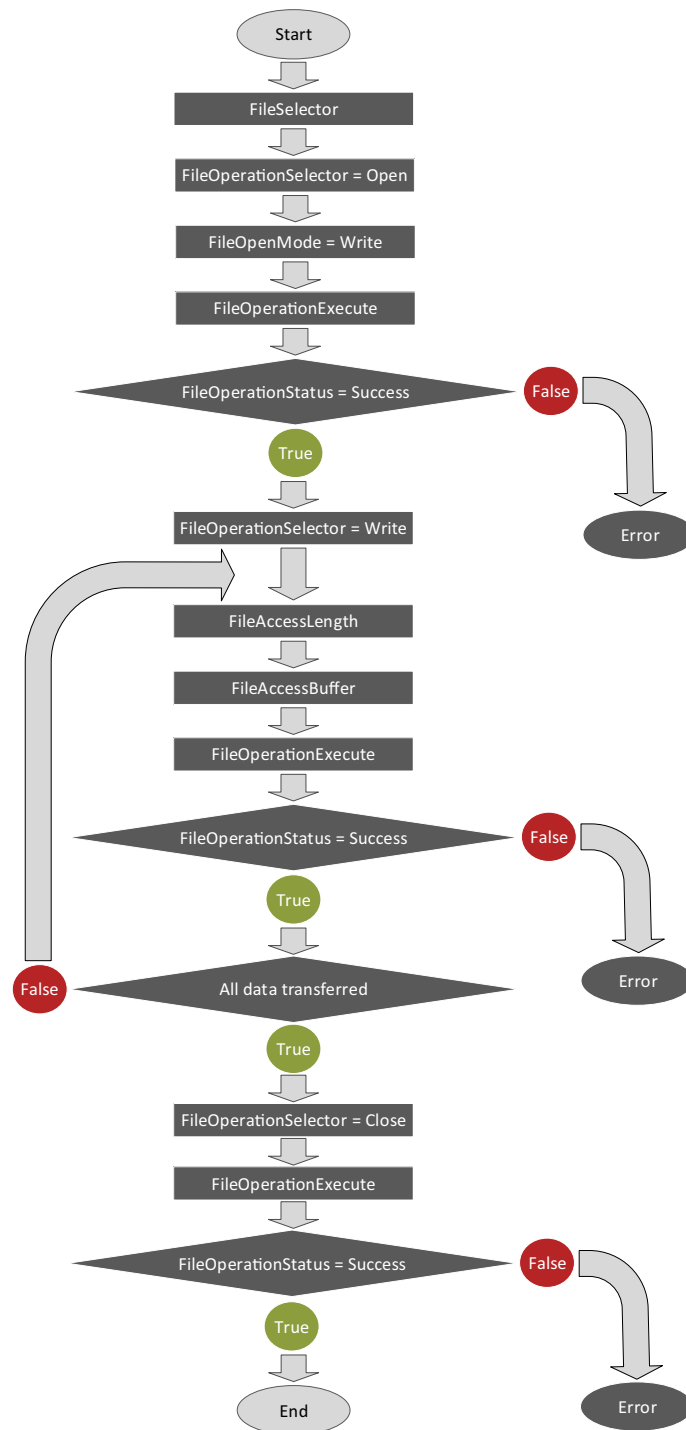 Start
FileSelector
FileOperationSelector = Open
FileOpenMode = Write
FileOperationExecute
FileOperationStatus = Success
False
True
FileOperationSelector = Write
Error
FileAccessLength
FileAccessBuffer
FileOperationExecute
FileOperationStatus = Success
False
True
False
All data transferred
Error
True
FileOperationSelector = Close
FileOperationExecute
FileOperationStatus = Success
False
True
End
Error